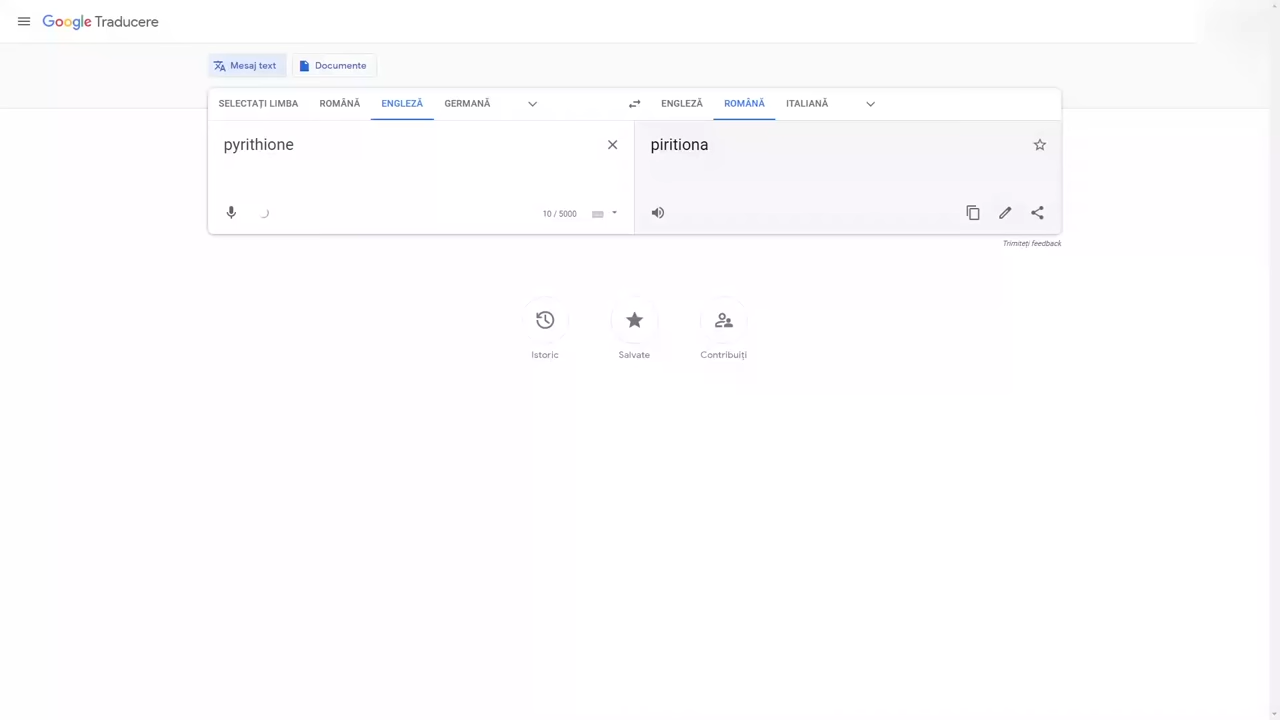 Google Traducere
Mesaj text
Documente
SELECTAȚI LIMBA ROMÂNĂ ENGLEZĂ GERMANĂ ENGLEZĂ ROMÂNĂ ITALIANĂ
pyrithione
piritiona
10 / 5000
Trimiteți feedback
Istoric
Salvate
Contribuiți